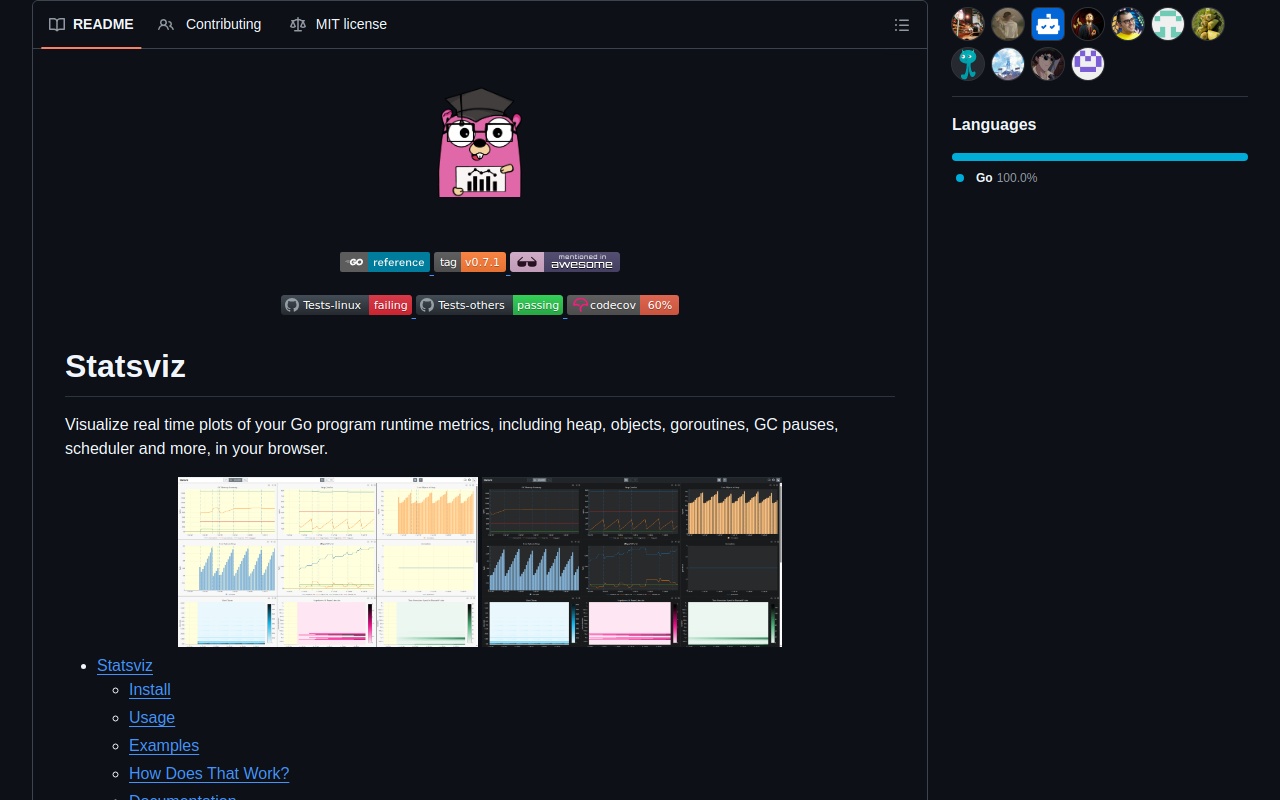 README
Contributing
MIT license
Languages
Go 100.0%
GO reference
tag v0.7.1
mentioned in awesome
Tests-linux failing
Tests-others passing
codecov 60%
Statsviz
Visualize real time plots of your Go program runtime metrics, including heap, objects, goroutines, GC pauses,
scheduler and more, in your browser.
Statsviz
Install
Usage
Examples
How Does That Work?
Documentation